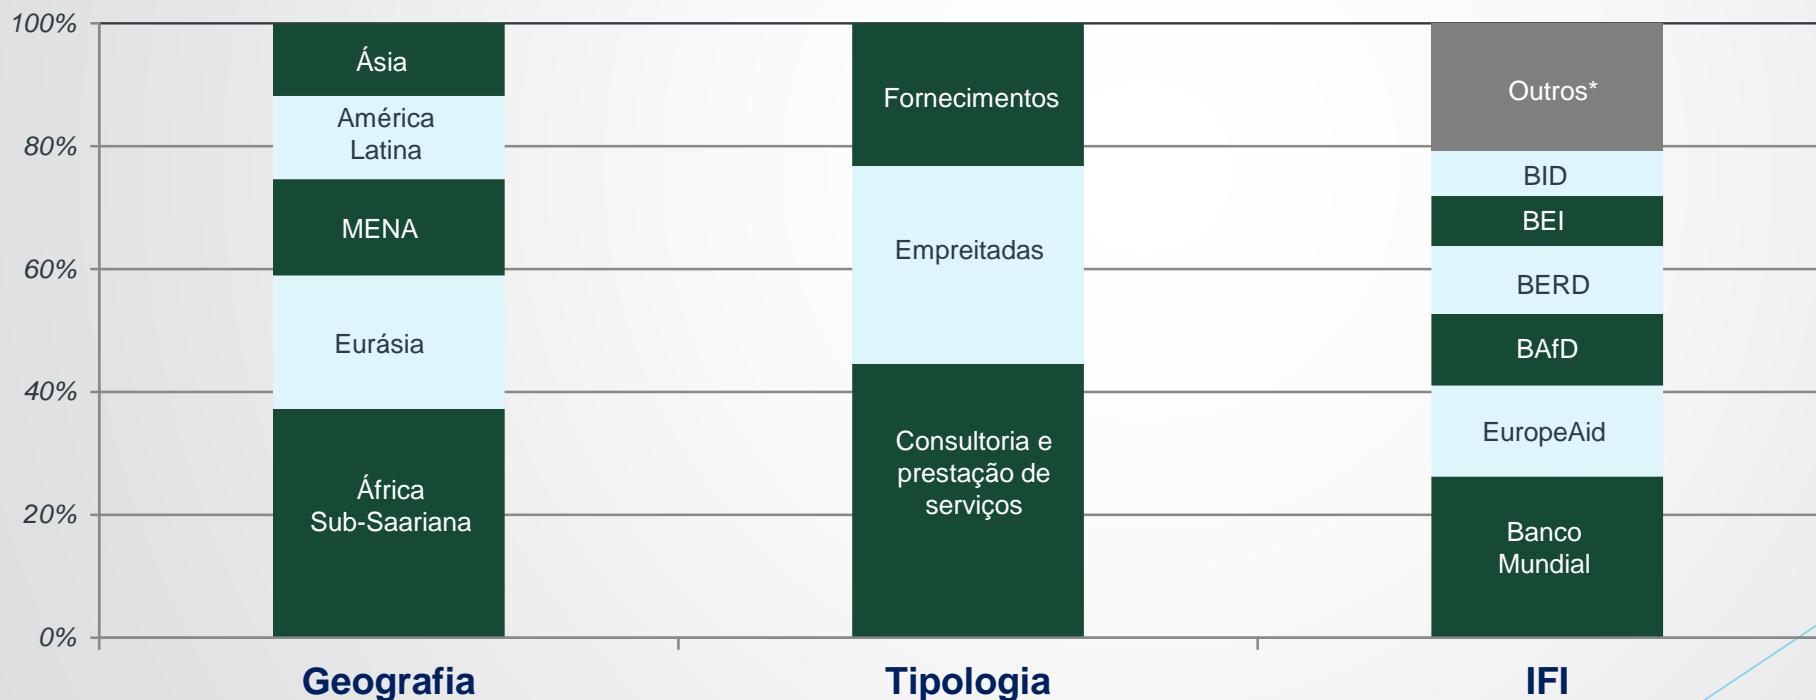 100%
80%
60%
40%
20%
0%
Ásia
América
Latina
MENA
Eurásia
África
Sub-Saariana
Geografia
Fornecimentos
Empreitadas
Consultoria e
prestação de
serviços
Tipologia
Outros*
BID
BEI
BERD
BAfD
EuropeAid
Banco
Mundial
IFI